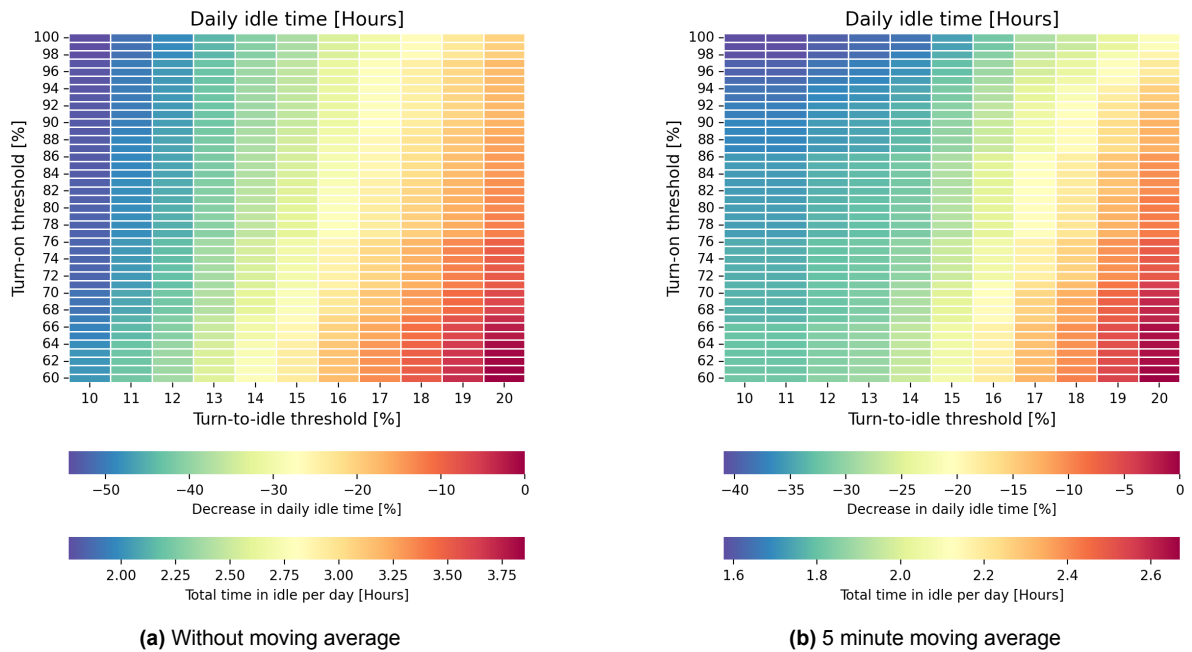 Daily idle time [Hours]
Turn-on threshold [%]
100
98
96
94
92
90
88
86
84
82
80
78
76
74
72
70
68
66
64
62
60
10 11 12 13 14 15 16 17 18 19 20
Turn-to-idle threshold [%]
−50 −40 −30 −20 −10 0
Decrease in daily idle time [%]
2.00 2.25 2.50 2.75 3.00 3.25 3.50 3.75
Total time in idle per day [Hours]
(a) Without moving average
Daily idle time [Hours]
Turn-on threshold [%]
100
98
96
94
92
90
88
86
84
82
80
78
76
74
72
70
68
66
64
62
60
10 11 12 13 14 15 16 17 18 19 20
Turn-to-idle threshold [%]
−40 −35 −30 −25 −20 −15 −10 −5 0
Decrease in daily idle time [%]
1.6 1.8 2.0 2.2 2.4 2.6
Total time in idle per day [Hours]
(b) 5 minute moving average